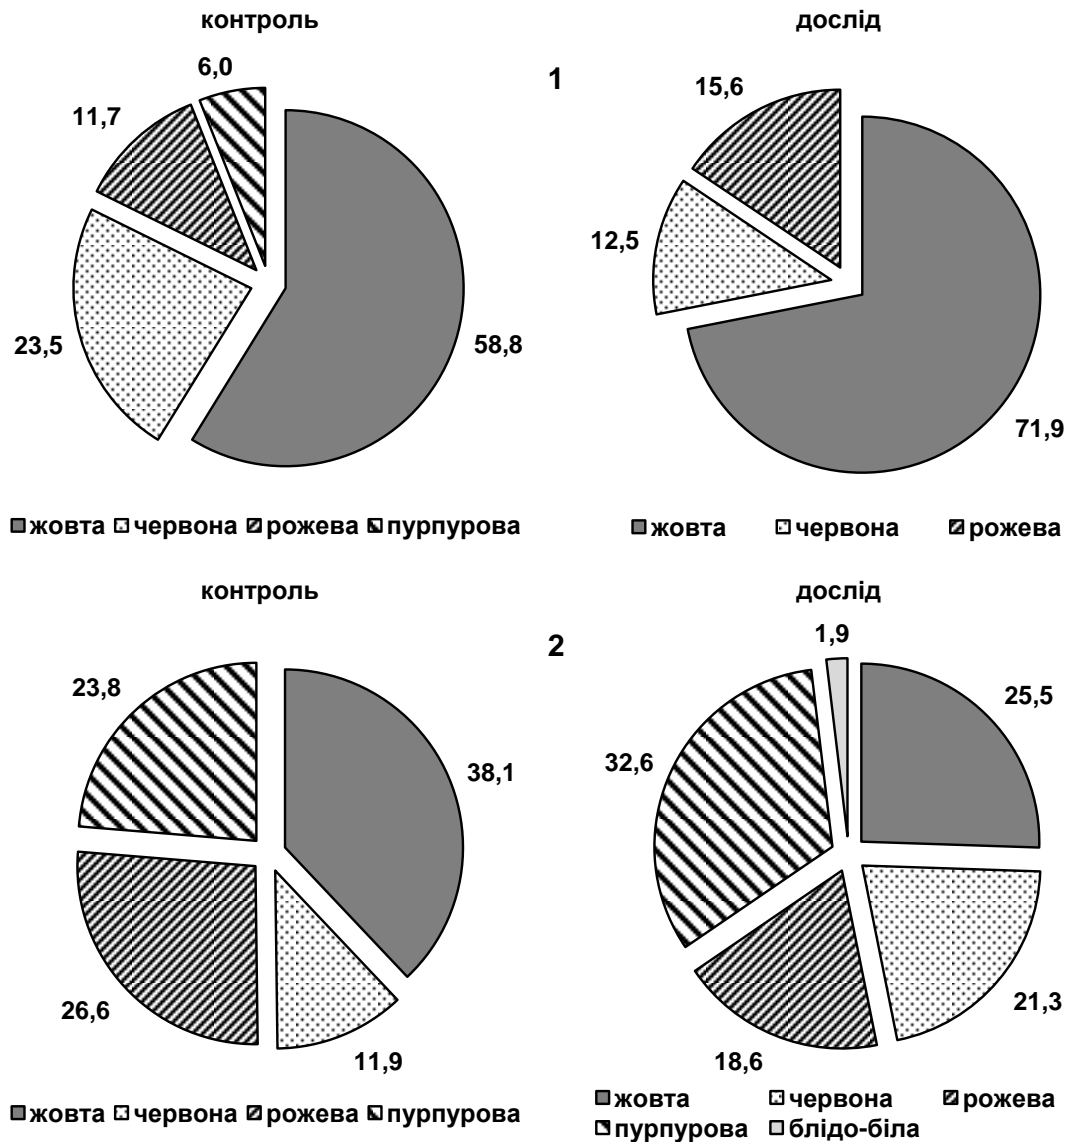 контроль
дослід
1
6,0
11,7
23,5
58,8
15,6
12,5
71,9
жовта червона рожева пурпурова
жовта червона рожева
контроль
дослід
2
23,8
38,1
26,6
11,9
1,9
25,5
32,6
21,3
18,6
жовта червона рожева пурпурова
жовта червона рожева
пурпурова блідо-біла